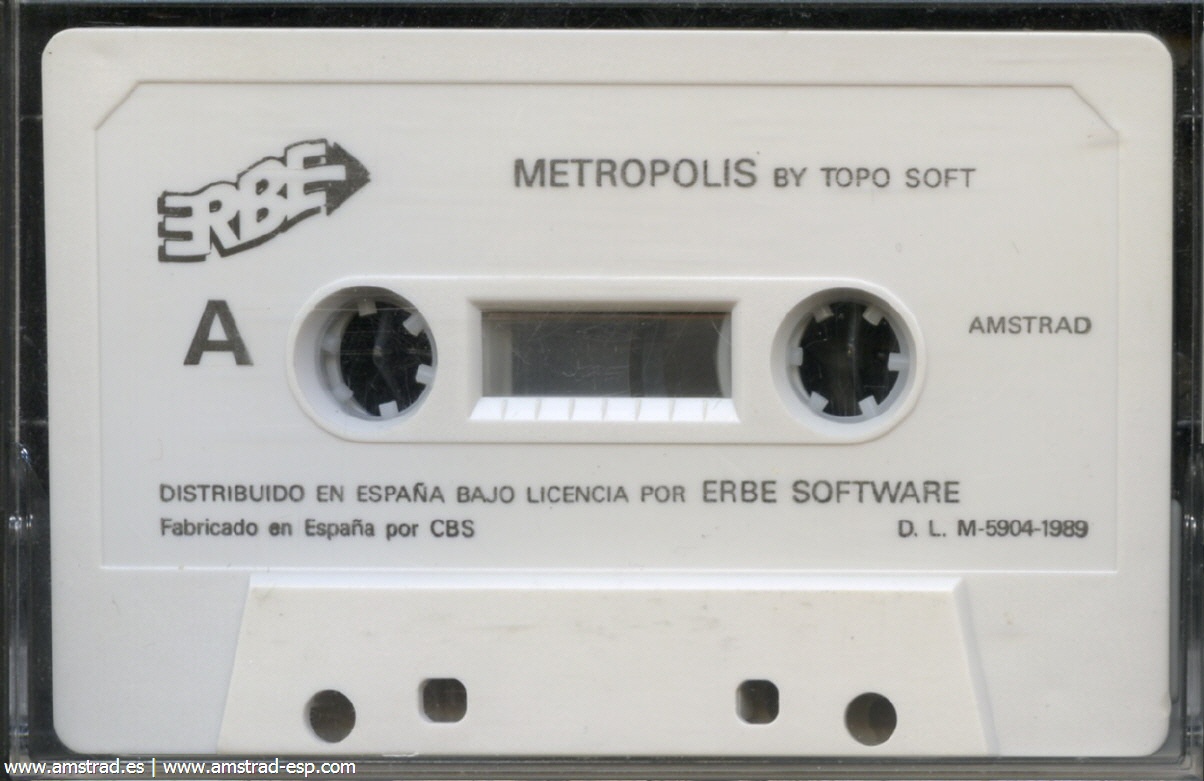 ERBE
METROPOLIS BY TOPO SOFT
A
AMSTRAD
DISTRIBUIDO EN ESPAÑA BAJO LICENCIA POR ERBE SOFTWARE
Fabricado en España por CBS
D. L. M-5904-1989
www.amstrad.es | www.amstrad-esp.com